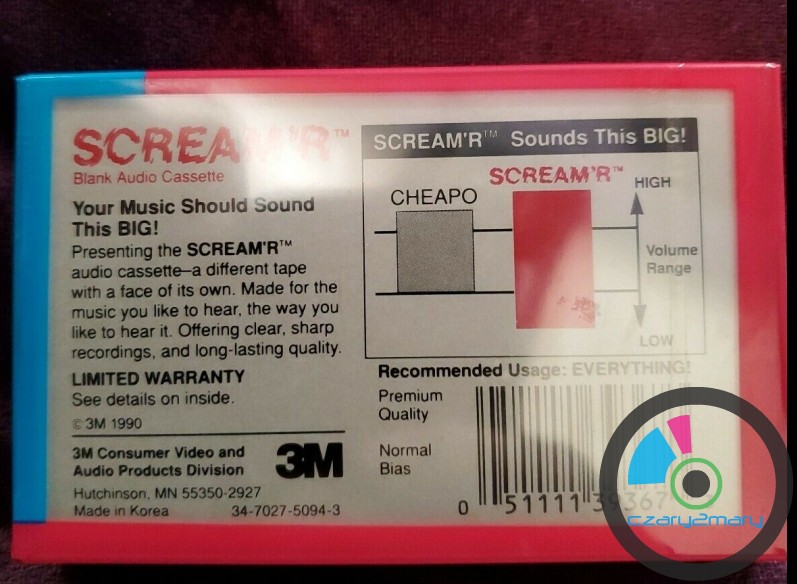 SCREAM'R™
Blank Audio Cassette
Your Music Should Sound
This BIG!
Presenting the SCREAM'R™
audio cassette—a different tape
with a face of its own. Made for the
music you like to hear, the way you
like to hear it. Offering clear, sharp
recordings, and long-lasting quality.
LIMITED WARRANTY
See details on inside.
© 3M 1990
3M Consumer Video and
Audio Products Division
3M
Hutchinson, MN 55350-2927
Made in Korea 34-7027-5094-3
SCREAM'R™ Sounds This BIG!
SCREAM'R™
HIGH
CHEAPO
Volume
Range
LOW
Recommended Usage: EVERYTHING!
Premium
Quality
Normal
Bias
0 51111 39367
czary2mary